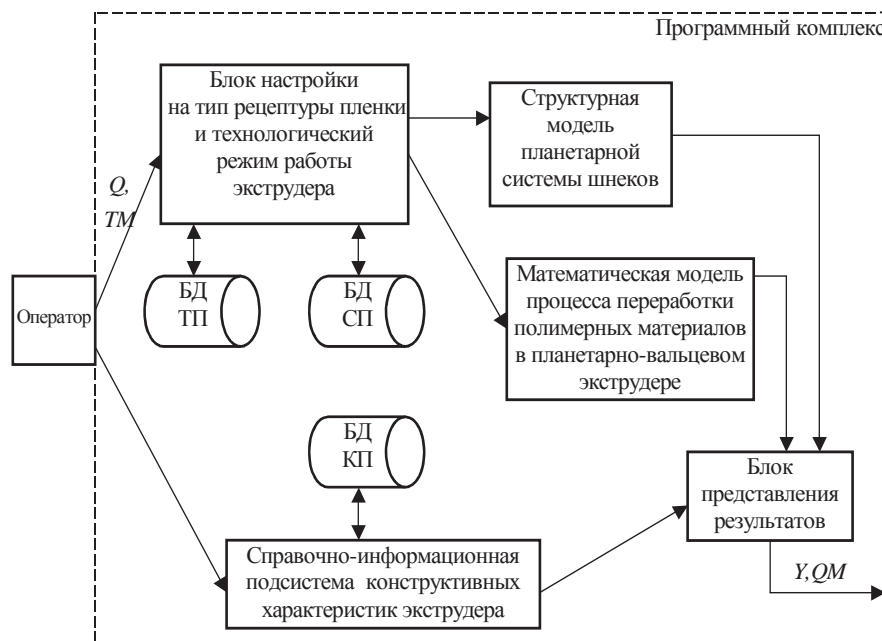 Программный комплекс
Блок настройки
на тип рецептуры пленки
и технологический
режим работы
экструдера
Структурная
модель
планетарной
системы шнеков
Q,
TM
Оператор
БД
ТП
БД
СП
Математическая модель
процесса переработки
полимерных материалов
в планетарно-вальцевом
экструдере
БД
КП
Блок
представления
результатов
Справочно-информационная
подсистема конструктивных
характеристик экструдера
Y,QM